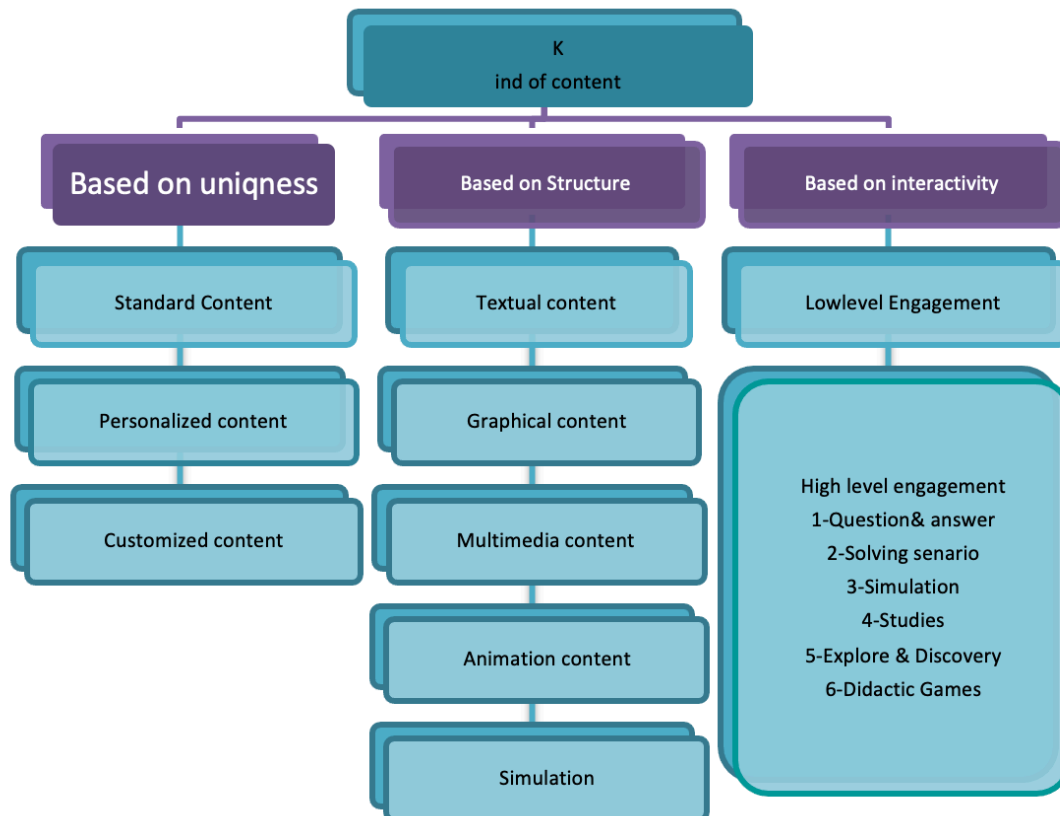 K
ind of content
Based on uniqness
Based on Structure
Based on interactivity
Standard Content
Textual content
Lowlevel Engagement
Personalized content
Graphical content
Customized content
Multimedia content
Animation content
Simulation
High level engagement
1-Question& answer
2-Solving senario
3-Simulation
4-Studies
5-Explore & Discovery
6-Didactic Games